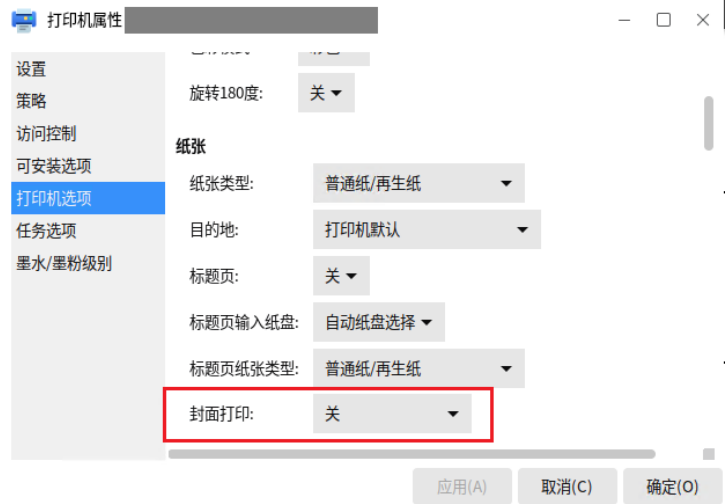 打印机属性
设置
策略
访问控制
可安装选项
打印机选项
任务选项
墨水/墨粉级别
旋转180度: 关
纸张
纸张类型: 普通纸/再生纸
目的地: 打印机默认
标题页: 关
标题页输入纸盘: 自动纸盘选择
标题页纸张类型: 普通纸/再生纸
封面打印: 关
应用(A) 取消(C) 确定(O)